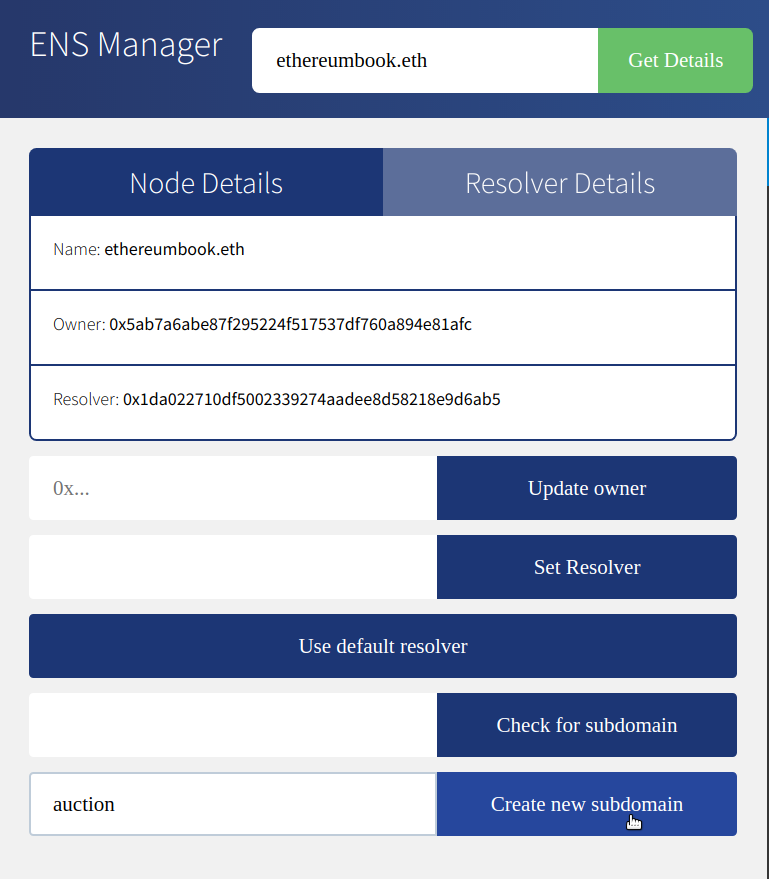 ENS Manager
ethereumbook.eth
Get Details
Node Details
Resolver Details
Name: ethereumbook.eth
Owner: 0x5ab7a6abe87f295224f517537df760a894e81afc
Resolver: 0x1da022710df5002339274aadee8d58218e9d6ab5
0x...
Update owner
Set Resolver
Use default resolver
Check for subdomain
auction
Create new subdomain